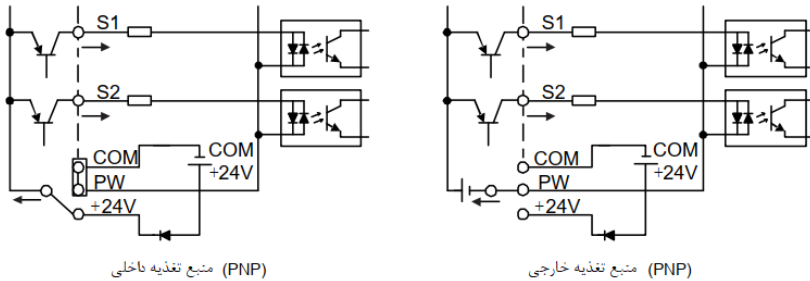 S1
S2
COM
COM
+24V
PW
+24V
منبع تغذیه داخلی (PNP)
S1
S2
COM
COM
+24V
PW
+24V
منبع تغذیه خارجی (PNP)